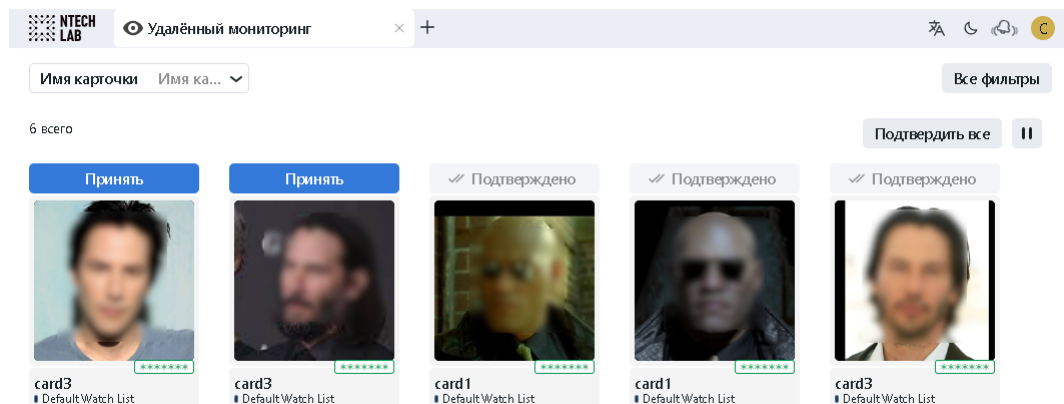 NTECH LAB
Удалённый мониторинг
C
Имя карточки Имя ка...
Все фильтры
6 всего
Подтвердить все
Принять Принять Подтверждено Подтверждено Подтверждено
******* ******* ******* ******* *******
card3 card3 card1 card1 card3
Default Watch List Default Watch List Default Watch List Default Watch List Default Watch List